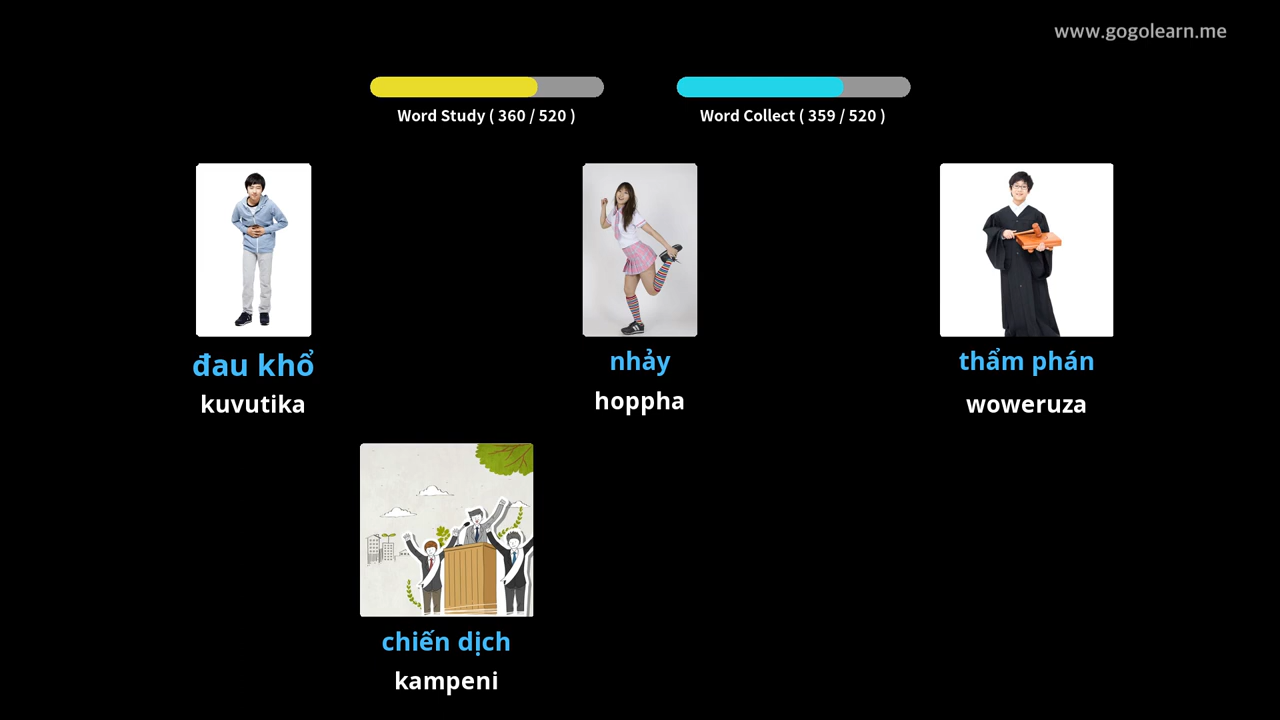 www.gogolearn.me
Word Study ( 360 / 520 )
Word Collect ( 359 / 520 )
đau khổ
kuvutika
nhảy
hoppha
thẩm phán
woweruza
chiến dịch
kampeni